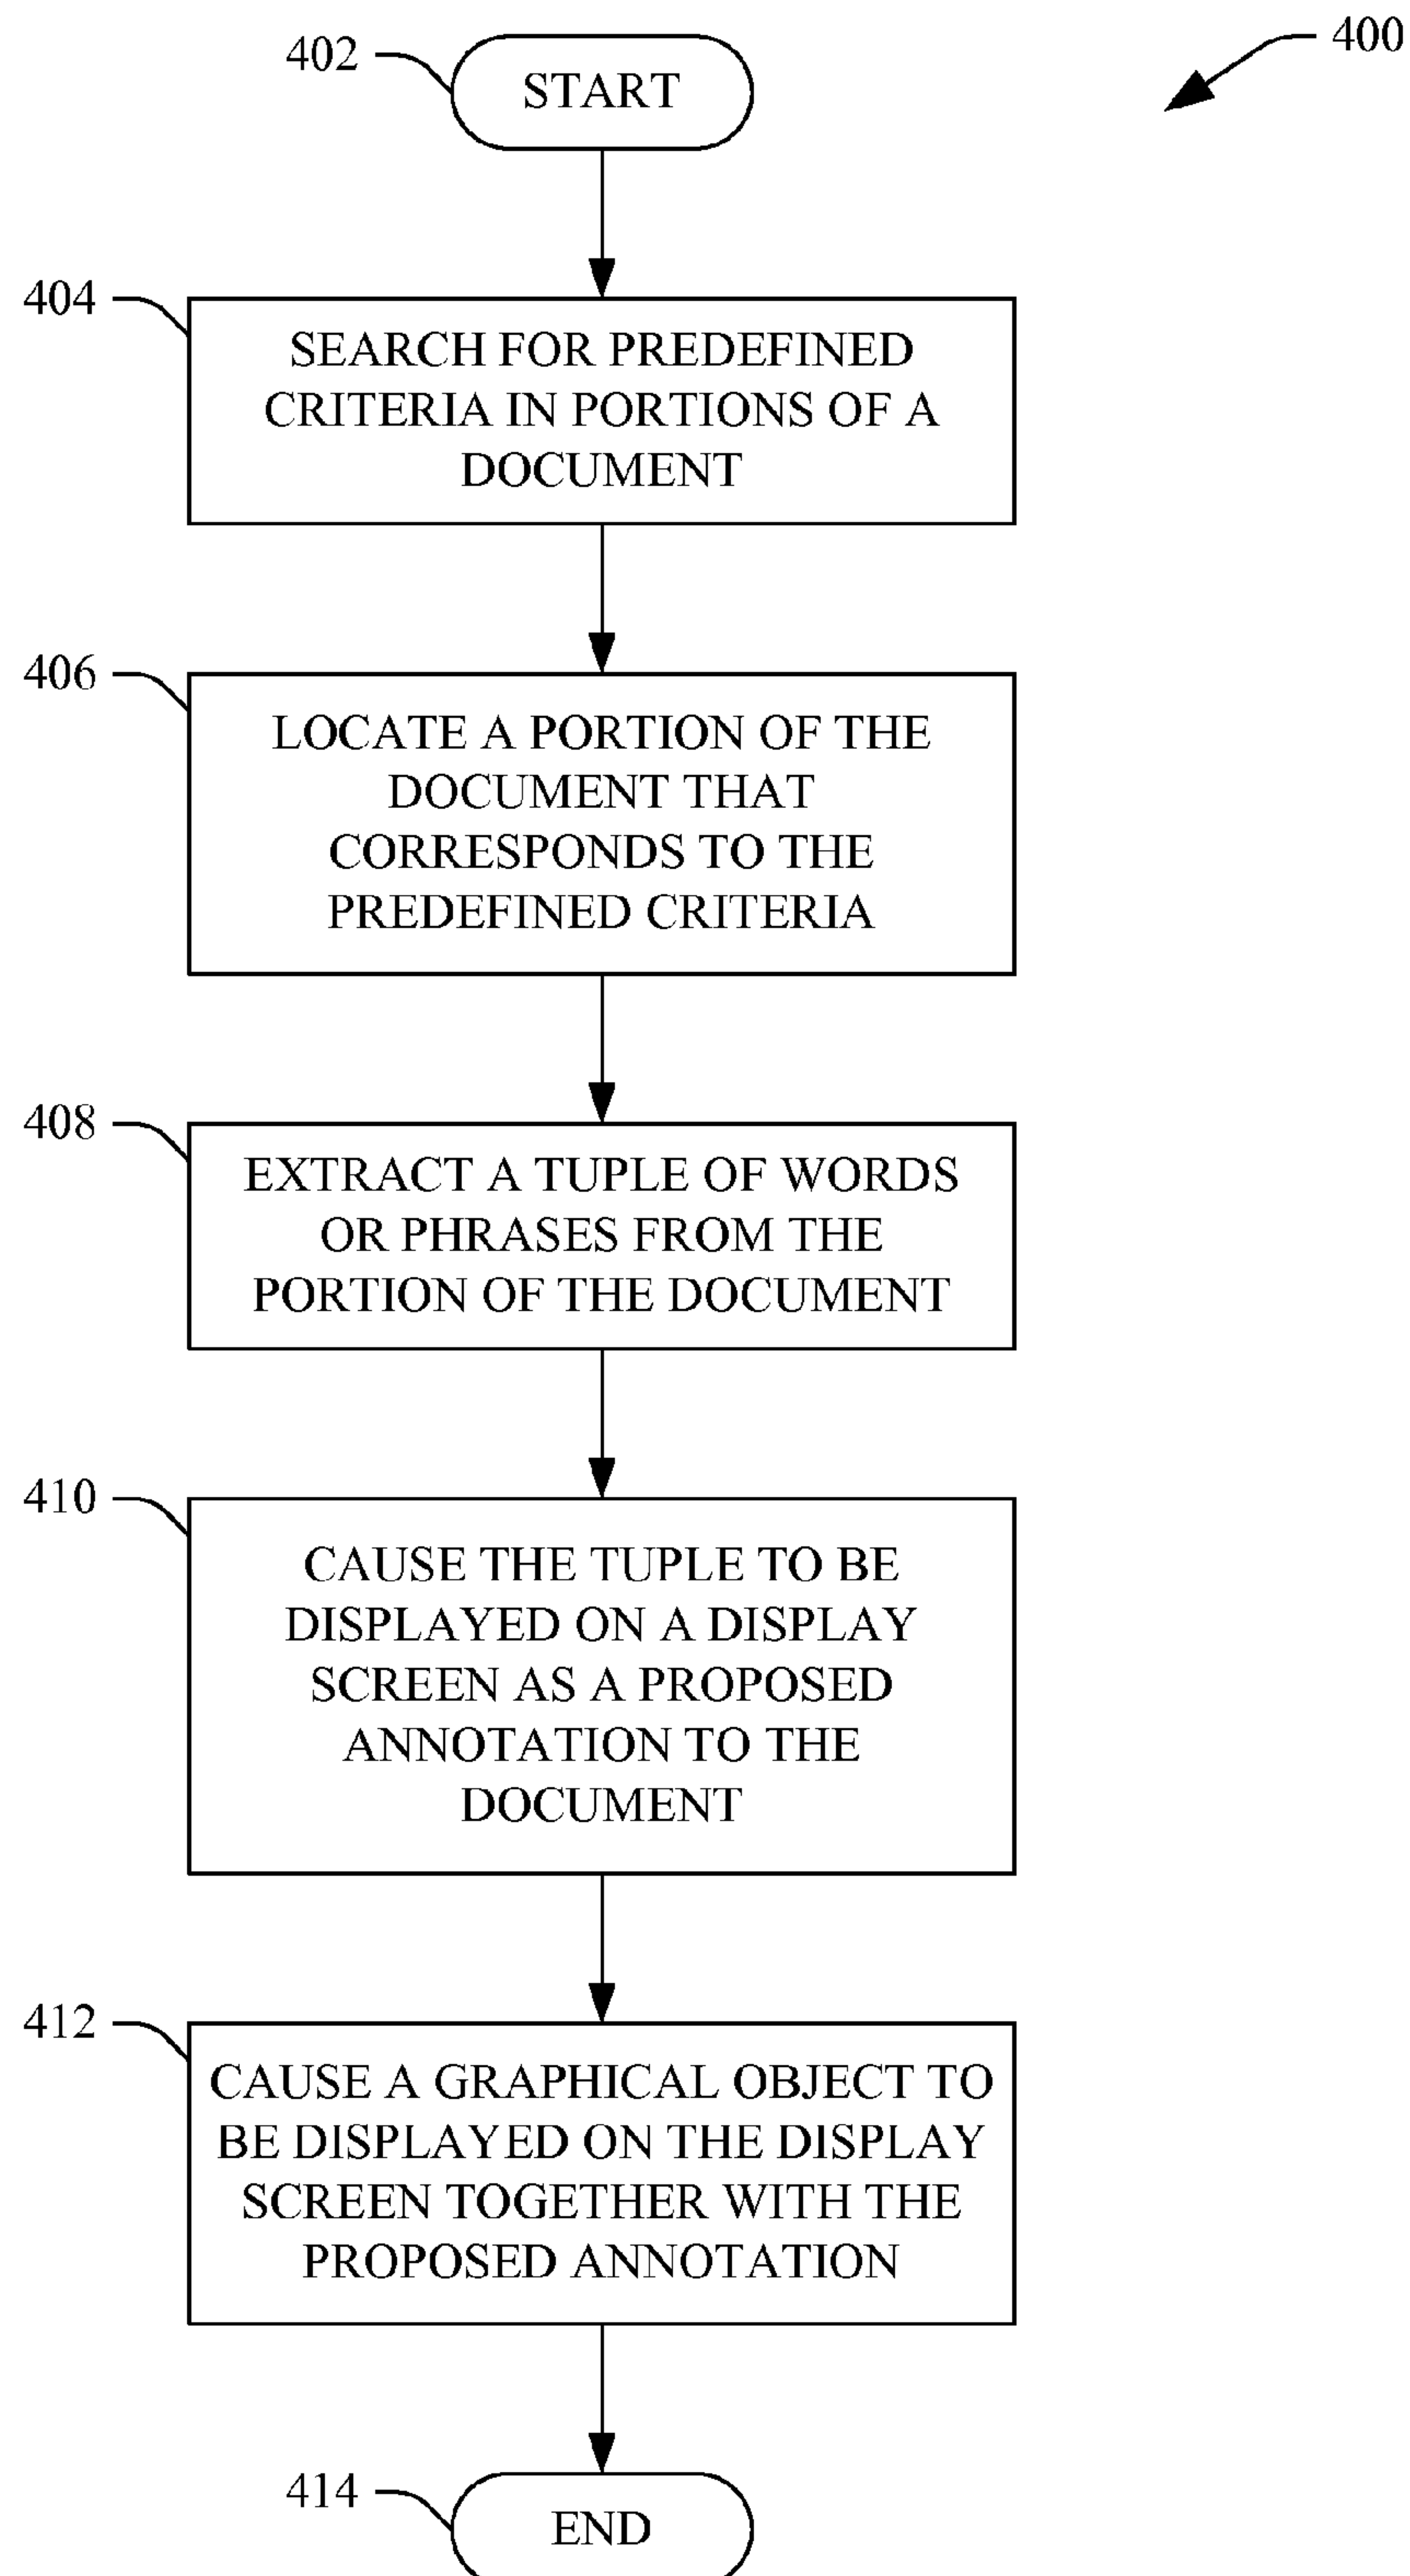 400
402
START
404
SEARCH FOR PREDEFINED
CRITERIA IN PORTIONS OF A
DOCUMENT
406
LOCATE A PORTION OF THE
DOCUMENT THAT
CORRESPONDS TO THE
PREDEFINED CRITERIA
408
EXTRACT A TUPLE OF WORDS
OR PHRASES FROM THE
PORTION OF THE DOCUMENT
410
CAUSE THE TUPLE TO BE
DISPLAYED ON A DISPLAY
SCREEN AS A PROPOSED
ANNOTATION TO THE
DOCUMENT
412
CAUSE A GRAPHICAL OBJECT TO
BE DISPLAYED ON THE DISPLAY
SCREEN TOGETHER WITH THE
PROPOSED ANNOTATION
414
END